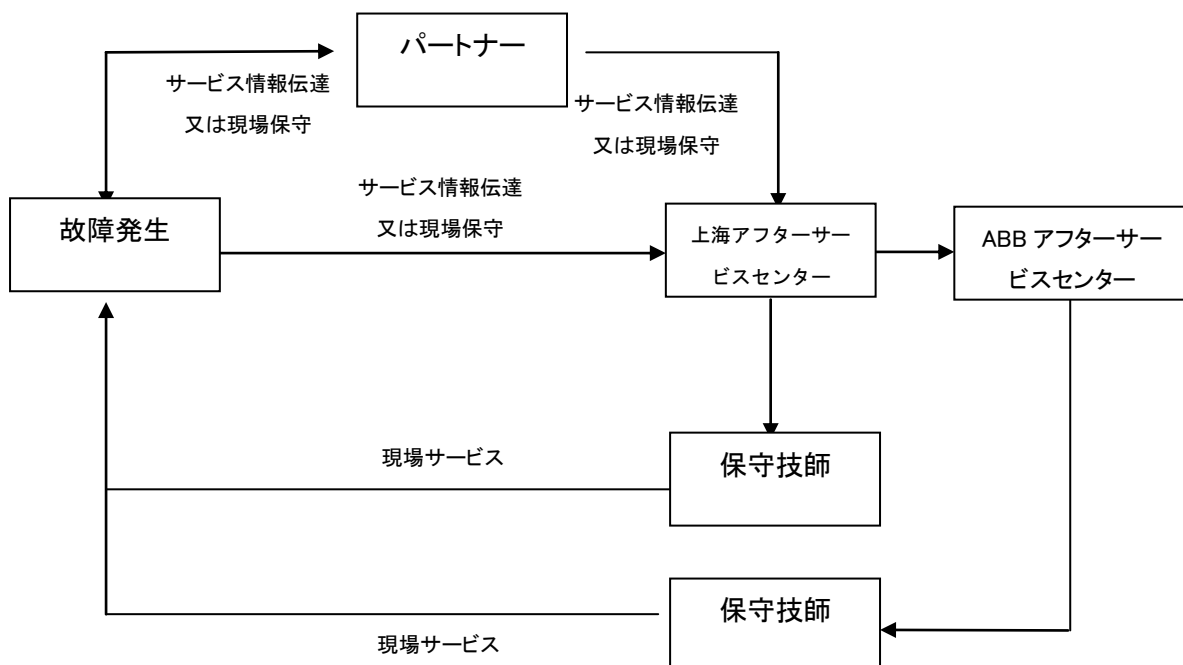 パートナー
サービス情報伝達
又は現場保守
サービス情報伝達
又は現場保守
サービス情報伝達
又は現場保守
故障発生
上海アフターサー
ビスセンター
ABB アフターサー
ビスセンター
現場サービス
保守技師
保守技師
現場サービス